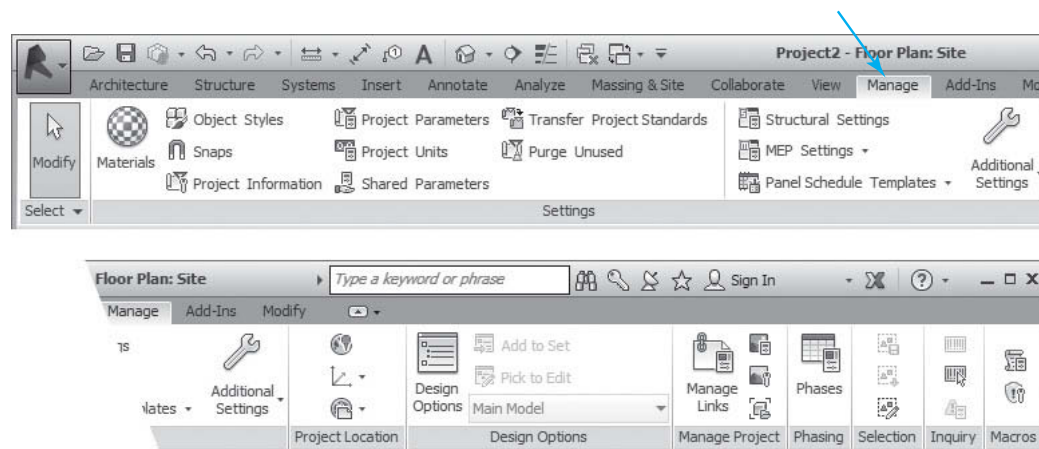 Project2 - Floor Plan: Site
Architecture Structure Systems Insert Annotate Analyze Massing & Site Collaborate View Manage Add-Ins Mo
Modify
Materials
Object Styles
Snaps
Project Information
Project Parameters
Project Units
Shared Parameters
Transfer Project Standards
Purge Unused
Structural Settings
MEP Settings
Panel Schedule Templates
Additional
Settings
Select Settings
Floor Plan: Site Type a keyword or phrase Sign In
Manage Add-Ins Modify
ıs
lates
Additional
Settings
Design
Options
Add to Set
Pick to Edit
Main Model
Manage
Links
Phases
Project Location Design Options Manage Project Phasing Selection Inquiry Macros